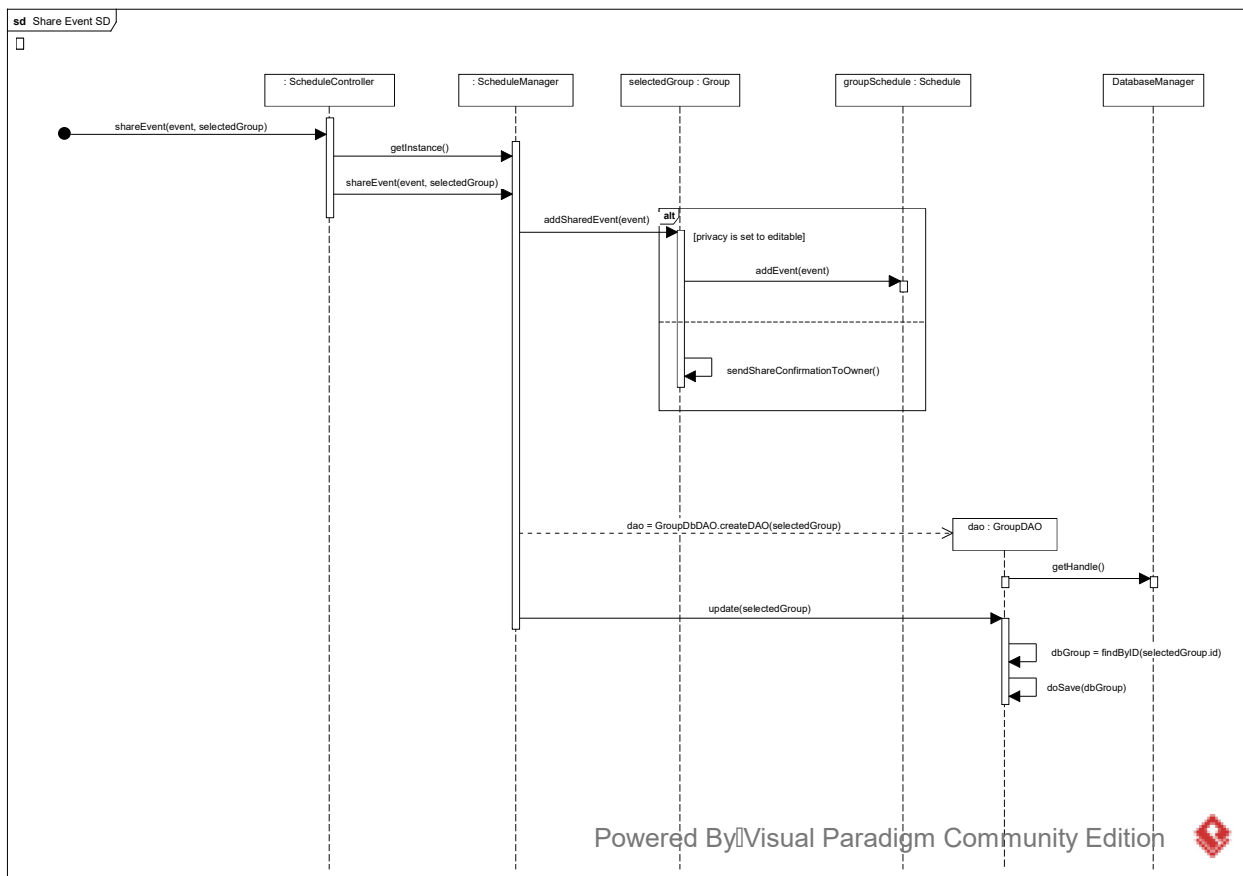 sd Share Event SD
: ScheduleController
: ScheduleManager
selectedGroup : Group
groupSchedule : Schedule
DatabaseManager
shareEvent(event, selectedGroup)
getInstance()
shareEvent(event, selectedGroup)
alt
addSharedEvent(event)
[privacy is set to editable]
addEvent(event)
sendShareConfirmationToOwner()
dao = GroupDbDAO.createDAO(selectedGroup)
dao : GroupDAO
getHandle()
update(selectedGroup)
dbGroup = findByID(selectedGroup.id)
doSave(dbGroup)
Powered By Visual Paradigm Community Edition